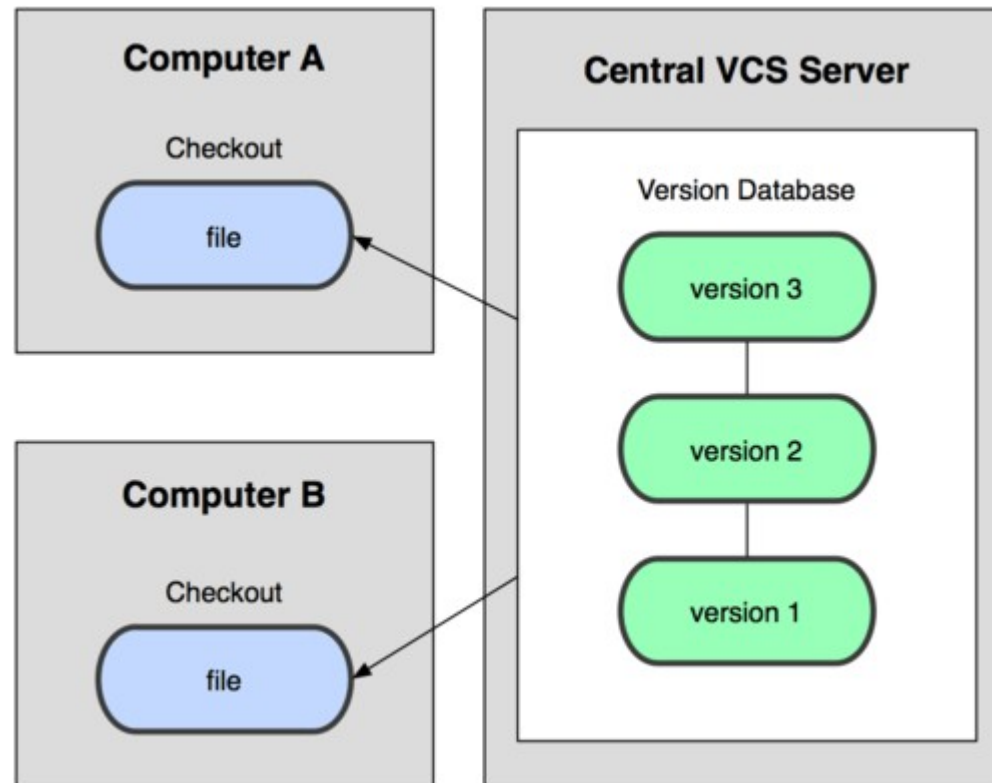 Computer A
Checkout
file
Computer B
Checkout
file
Central VCS Server
Version Database
version 3
version 2
version 1